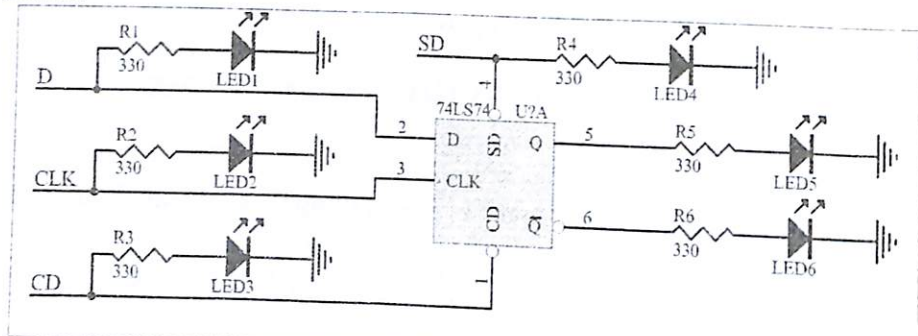 R1
330
LED1
D
SD
R4
330
LED4
74LS74 U?A
4
R2
330
LED2
CLK
2
3
D
CLK
SD
CD
Q
Q̅
5
6
1
R5
330
LED5
R6
330
LED6
R3
330
LED3
CD